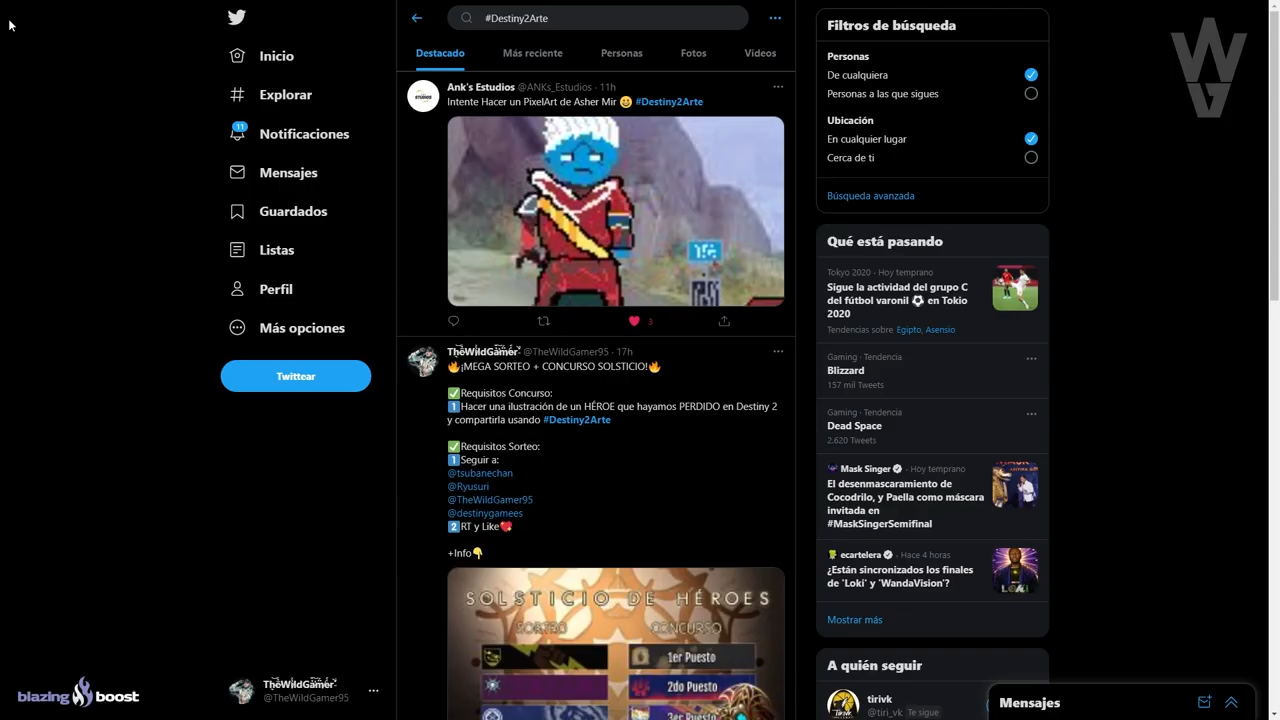 Inicio
Explorar
11
Notificaciones
Mensajes
Guardados
Listas
Perfil
Más opciones
Twittear
TheWildGamer
@TheWildGamer95
blazing boost
#Destiny2Arte
Destacado
Más reciente
Personas
Fotos
Videos
Ank's Estudios @ANKs_Estudios · 11h
Intente Hacer un PixelArt de Asher Mir 😃 #Destiny2Arte
3
TheWildGamer @TheWildGamer95 · 17h
🔥¡MEGA SORTEO + CONCURSO SOLSTICIO!🔥
✅Requisitos Concurso:
1️⃣Hacer una ilustración de un HÉROE que hayamos PERDIDO en Destiny 2
y compartirla usando #Destiny2Arte
✅Requisitos Sorteo:
1️⃣Seguir a:
@tsubanechan
@Ryusuri
@TheWildGamer95
@destinygamees
2️⃣RT y Like💖
+Info👇
SOLSTICIO DE HÉROES
SORTEO
CONCURSO
1er Puesto
2do Puesto
3er Puesto
Filtros de búsqueda
Personas
De cualquiera
Personas a las que sigues
Ubicación
En cualquier lugar
Cerca de ti
Búsqueda avanzada
Qué está pasando
Tokyo 2020 · Hoy temprano
Sigue la actividad del grupo C
del fútbol varonil ⚽ en Tokio
2020
Tendencias sobre Egipto, Asensio
Gaming · Tendencia
Blizzard
157 mil Tweets
Gaming · Tendencia
Dead Space
2.620 Tweets
Mask Singer · Hoy temprano
El desenmascaramiento de
Cocodrilo, y Paella como máscara
invitada en
#MaskSingerSemifinal
ecartelera · Hace 4 horas
¿Están sincronizados los finales
de 'Loki' y 'WandaVision'?
LOKI
Mostrar más
A quién seguir
tirivk
@tiri_vk Te sigue
Mensajes
WG